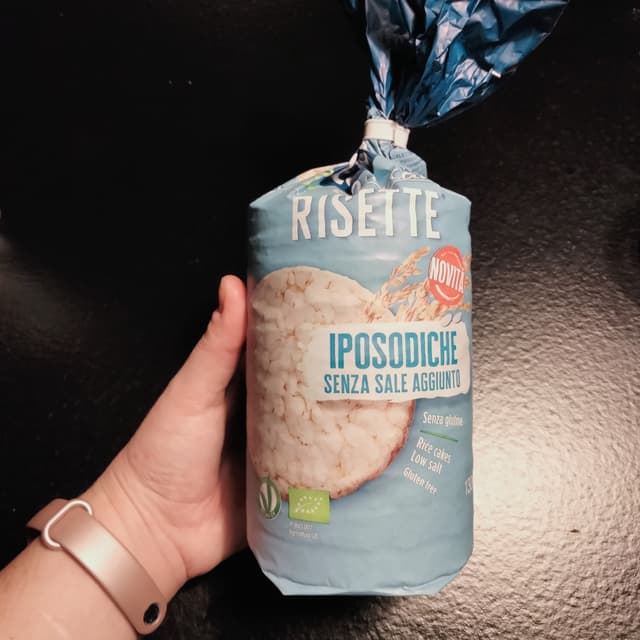 RISETTE
NOVITÀ
IPOSODICHE
SENZA SALE AGGIUNTO
Senza glutine
Rice cakes
Low salt
Gluten free